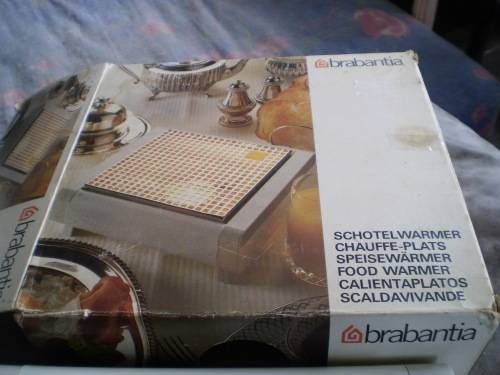 brabantia
SCHOTELWARMER
CHAUFFE-PLATS
SPEISEWÄRMER
FOOD WARMER
CALIENTAPLATOS
SCALDAVIVANDE
brabantia
brabantia